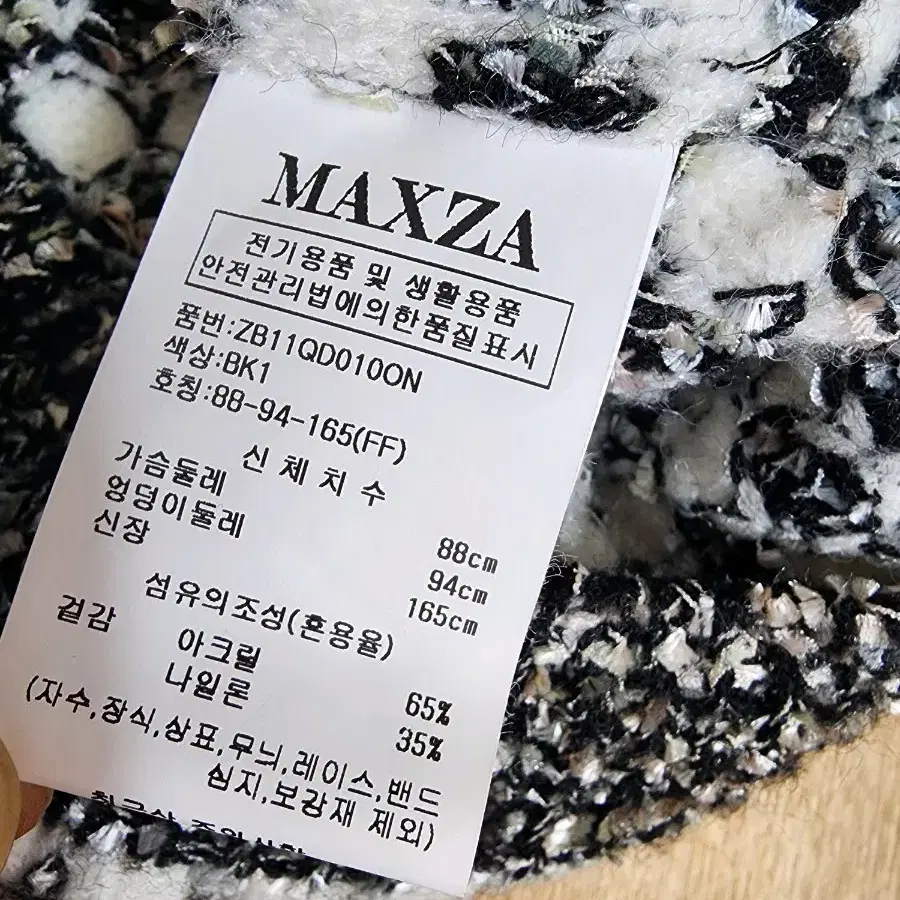 MAXZA
전기용품 및 생활용품
안전관리법에의한품질표시
품번:ZB11QD010ON
색상:BK1
호칭:88-94-165(FF)
신 체 치 수
가슴둘레 88cm
엉덩이둘레 94cm
신장 165cm
섬유의조성(혼용율)
겉감 아크릴 65%
나일론 35%
(자수,장식,상표,무늬,레이스,밴드
심지,보강재 제외)